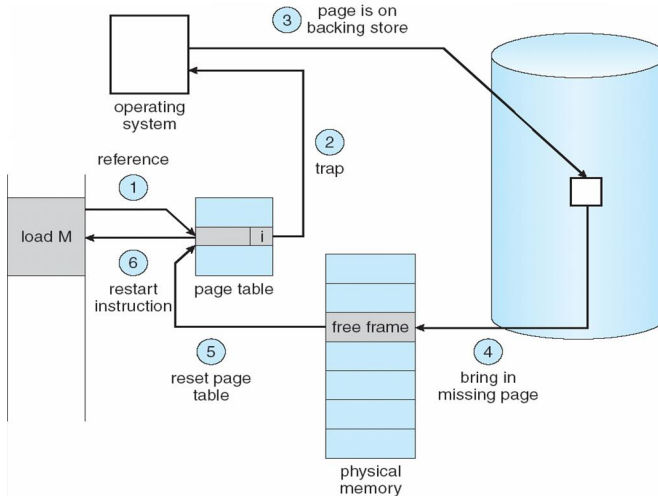 3
page is on
backing store
operating
system
2
trap
reference
1
load M
i
6
restart
instruction
page table
free frame
5
reset page
table
4
bring in
missing page
physical
memory